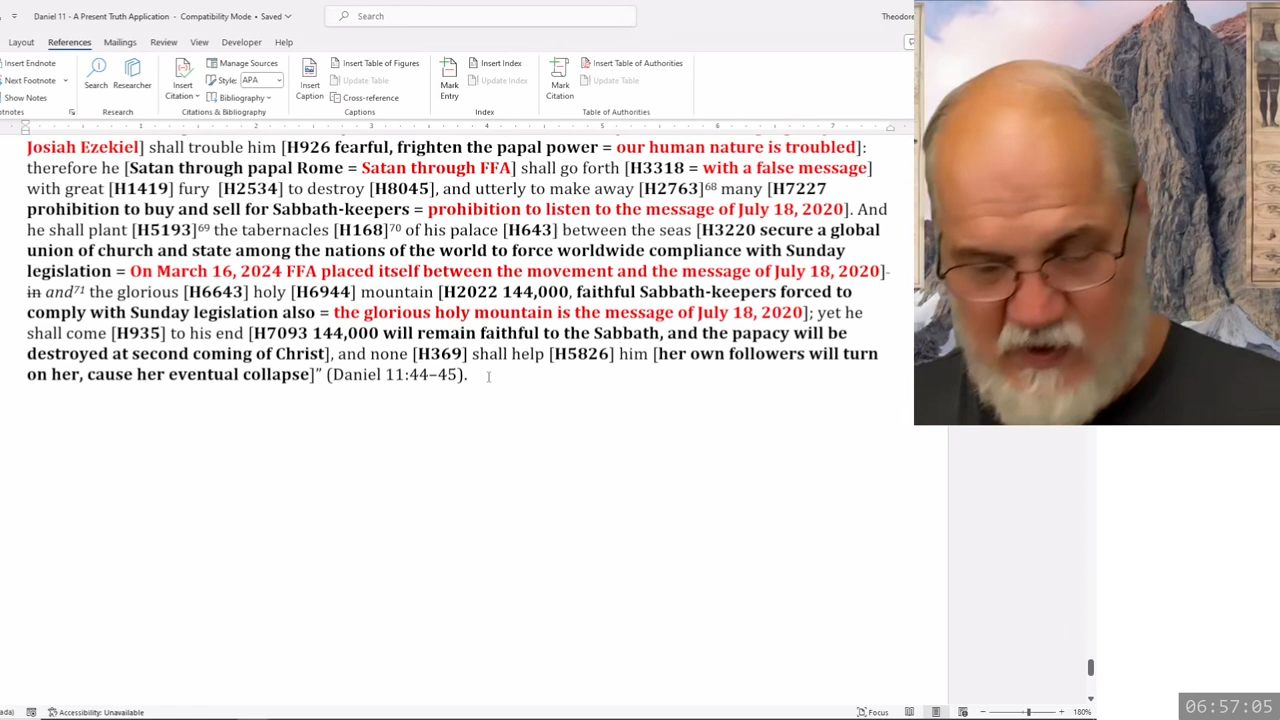 Daniel 11 - A Present Truth Application - Compatibility Mode • Saved
Search
Theodore
Layout References Mailings Review View Developer Help
Insert Endnote
Next Footnote
Show Notes
Search
Researcher
Research
Insert
Citation
Manage Sources
Style: APA
Bibliography
Citations & Bibliography
Insert
Caption
Insert Table of Figures
Update Table
Cross-reference
Captions
Mark
Entry
Insert Index
Update Index
Index
Mark
Citation
Insert Table of Authorities
Update Table
Table of Authorities
1 2 3 4 5 6 7
Josiah Ezekiel] shall trouble him [H926 fearful, frighten the papal power = our human nature is troubled]:
therefore he [Satan through papal Rome = Satan through FFA] shall go forth [H3318 = with a false message]
with great [H1419] fury [H2534] to destroy [H8045], and utterly to make away [H2763]68 many [H7227
prohibition to buy and sell for Sabbath-keepers = prohibition to listen to the message of July 18, 2020]. And
he shall plant [H5193]69 the tabernacles [H168]70 of his palace [H643] between the seas [H3220 secure a global
union of church and state among the nations of the world to force worldwide compliance with Sunday
legislation = On March 16, 2024 FFA placed itself between the movement and the message of July 18, 2020]
in and71 the glorious [H6643] holy [H6944] mountain [H2022 144,000, faithful Sabbath-keepers forced to
comply with Sunday legislation also = the glorious holy mountain is the message of July 18, 2020]; yet he
shall come [H935] to his end [H7093 144,000 will remain faithful to the Sabbath, and the papacy will be
destroyed at second coming of Christ], and none [H369] shall help [H5826] him [her own followers will turn
on her, cause her eventual collapse]” (Daniel 11:44–45).
Accessibility: Unavailable
Focus
180%
06:57:05